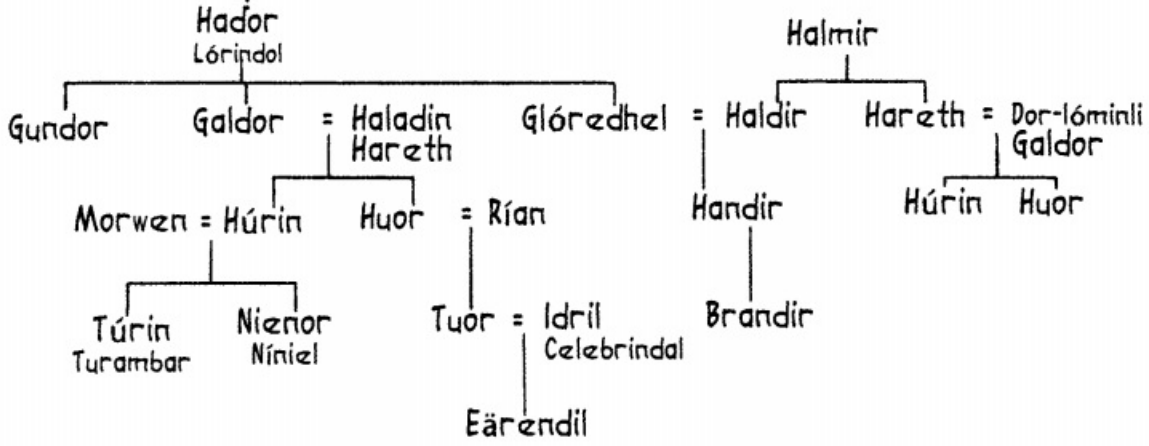 Hador Halmir
Lórindol
Gundor Galdor = Haladin Glóredhel = Haldir Hareth = Dor-lóminli
Hareth Galdor
Morwen = Húrin Huor = Rían Handir Húrin Huor
Túrin Nienor Tuor = Idril Brandir
Turambar Níniel Celebrindal
Eärendil